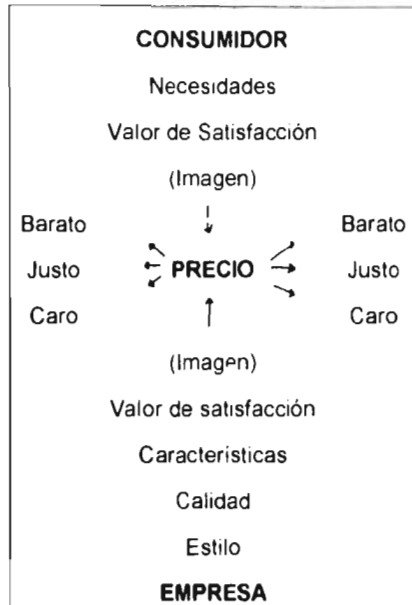 CONSUMIDOR
Necesidades
Valor de Satisfacción
(Imagen)
Barato Barato
Justo PRECIO Justo
Caro Caro
(Imagen)
Valor de satisfacción
Características
Calidad
Estilo
EMPRESA